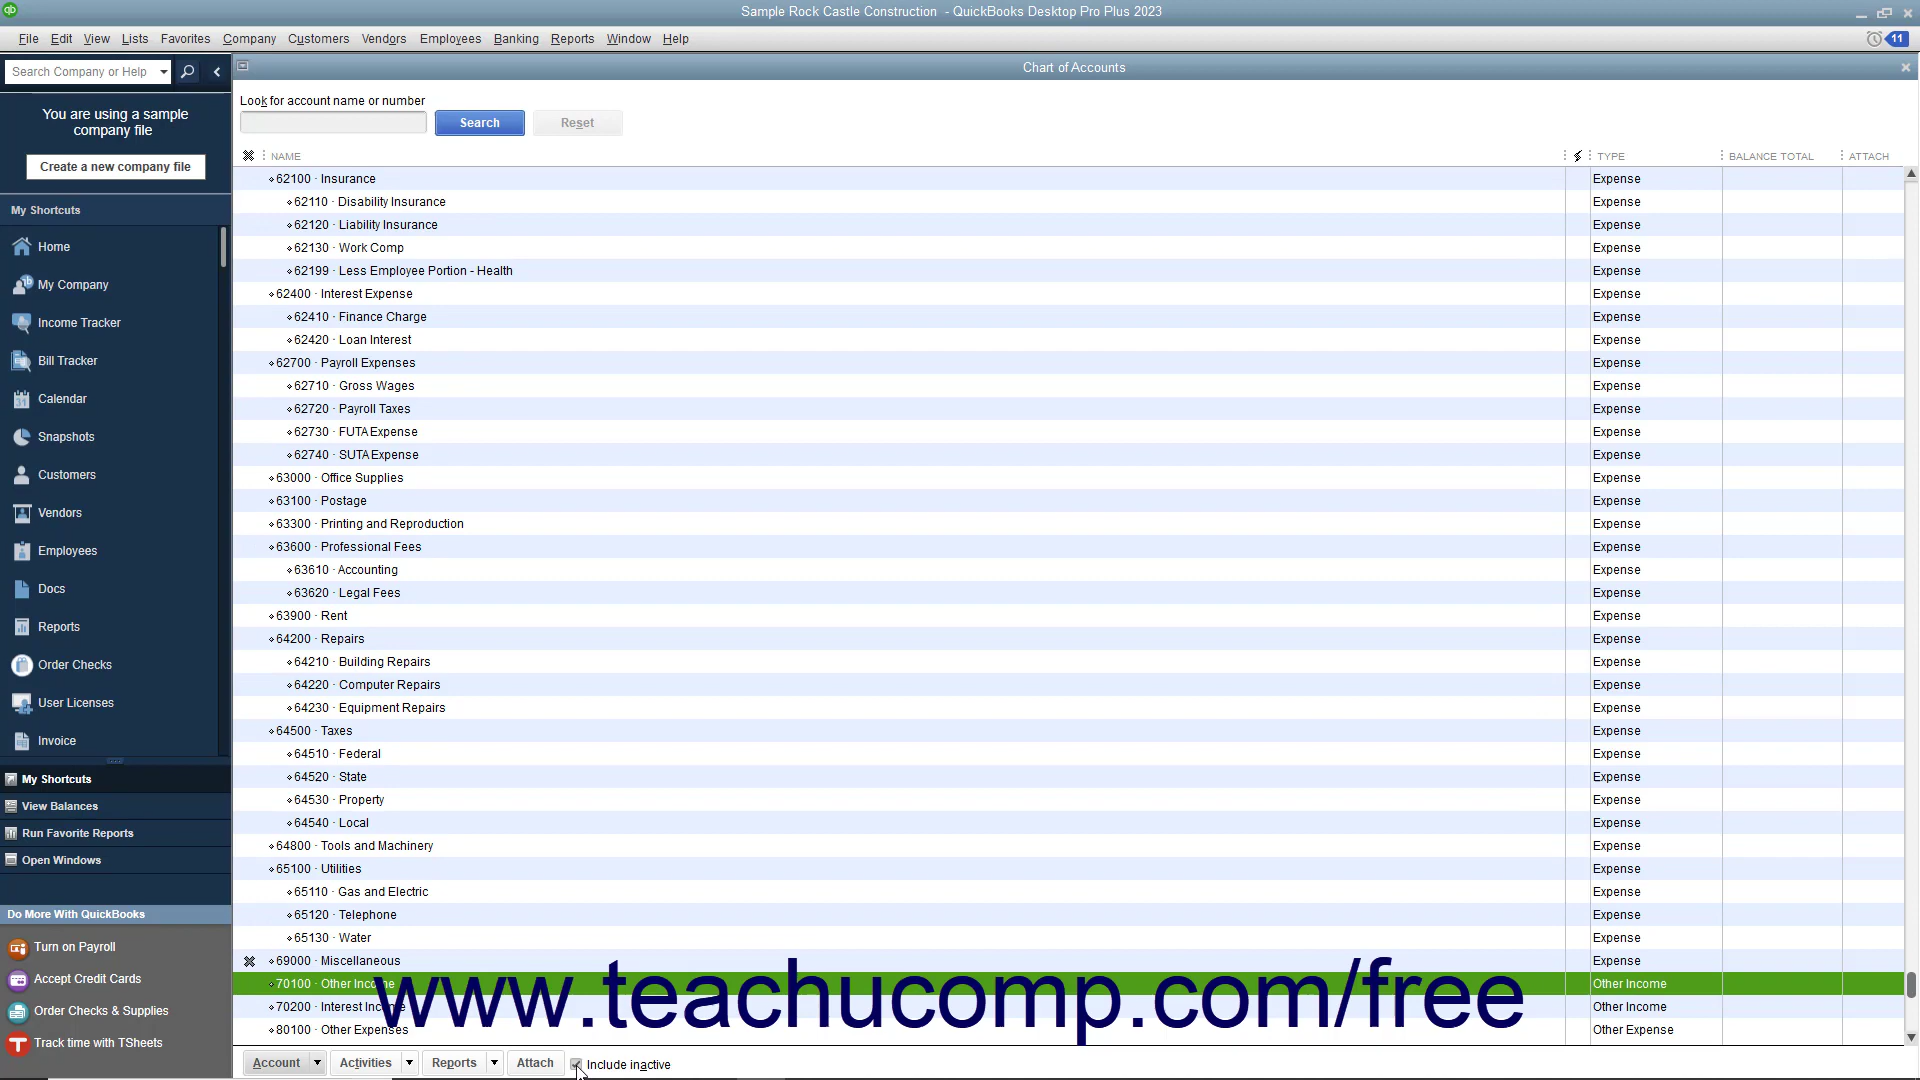 Sample Rock Castle Construction - QuickBooks Desktop Pro Plus 2023
File Edit View Lists Favorites Company Customers Vendors Employees Banking Reports Window Help
11
Search Company or Help
Chart of Accounts
You are using a sample
company file
Create a new company file
My Shortcuts
Home
My Company
Income Tracker
Bill Tracker
Calendar
Snapshots
Customers
Vendors
Employees
Docs
Reports
Order Checks
User Licenses
Invoice
My Shortcuts
View Balances
Run Favorite Reports
Open Windows
Do More With QuickBooks
Turn on Payroll
Accept Credit Cards
Order Checks & Supplies
Track time with TSheets
Look for account name or number
Search Reset
NAME TYPE BALANCE TOTAL ATTACH
62100 · Insurance Expense
62110 · Disability Insurance Expense
62120 · Liability Insurance Expense
62130 · Work Comp Expense
62199 · Less Employee Portion - Health Expense
62400 · Interest Expense Expense
62410 · Finance Charge Expense
62420 · Loan Interest Expense
62700 · Payroll Expenses Expense
62710 · Gross Wages Expense
62720 · Payroll Taxes Expense
62730 · FUTA Expense Expense
62740 · SUTA Expense Expense
63000 · Office Supplies Expense
63100 · Postage Expense
63300 · Printing and Reproduction Expense
63600 · Professional Fees Expense
63610 · Accounting Expense
63620 · Legal Fees Expense
63900 · Rent Expense
64200 · Repairs Expense
64210 · Building Repairs Expense
64220 · Computer Repairs Expense
64230 · Equipment Repairs Expense
64500 · Taxes Expense
64510 · Federal Expense
64520 · State Expense
64530 · Property Expense
64540 · Local Expense
64800 · Tools and Machinery Expense
65100 · Utilities Expense
65110 · Gas and Electric Expense
65120 · Telephone Expense
65130 · Water Expense
69000 · Miscellaneous Expense
70100 · Other Income Other Income
70200 · Interest Income Other Income
80100 · Other Expenses Other Expense
www.teachucomp.com/free
Account Activities Reports Attach Include inactive